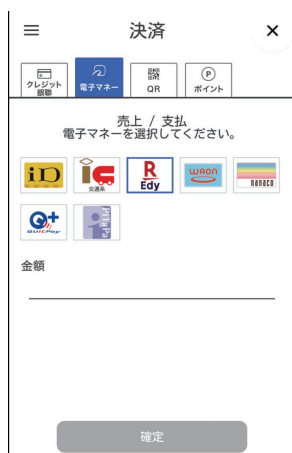 決済
クレジット
銀聯
電子マネー
QR
P
ポイント
売上 / 支払
電子マネーを選択してください。
iD
IC
交通系
R
Edy
WAON
nanaco
Q+
QUICPay
PiTaPa
金額
確定